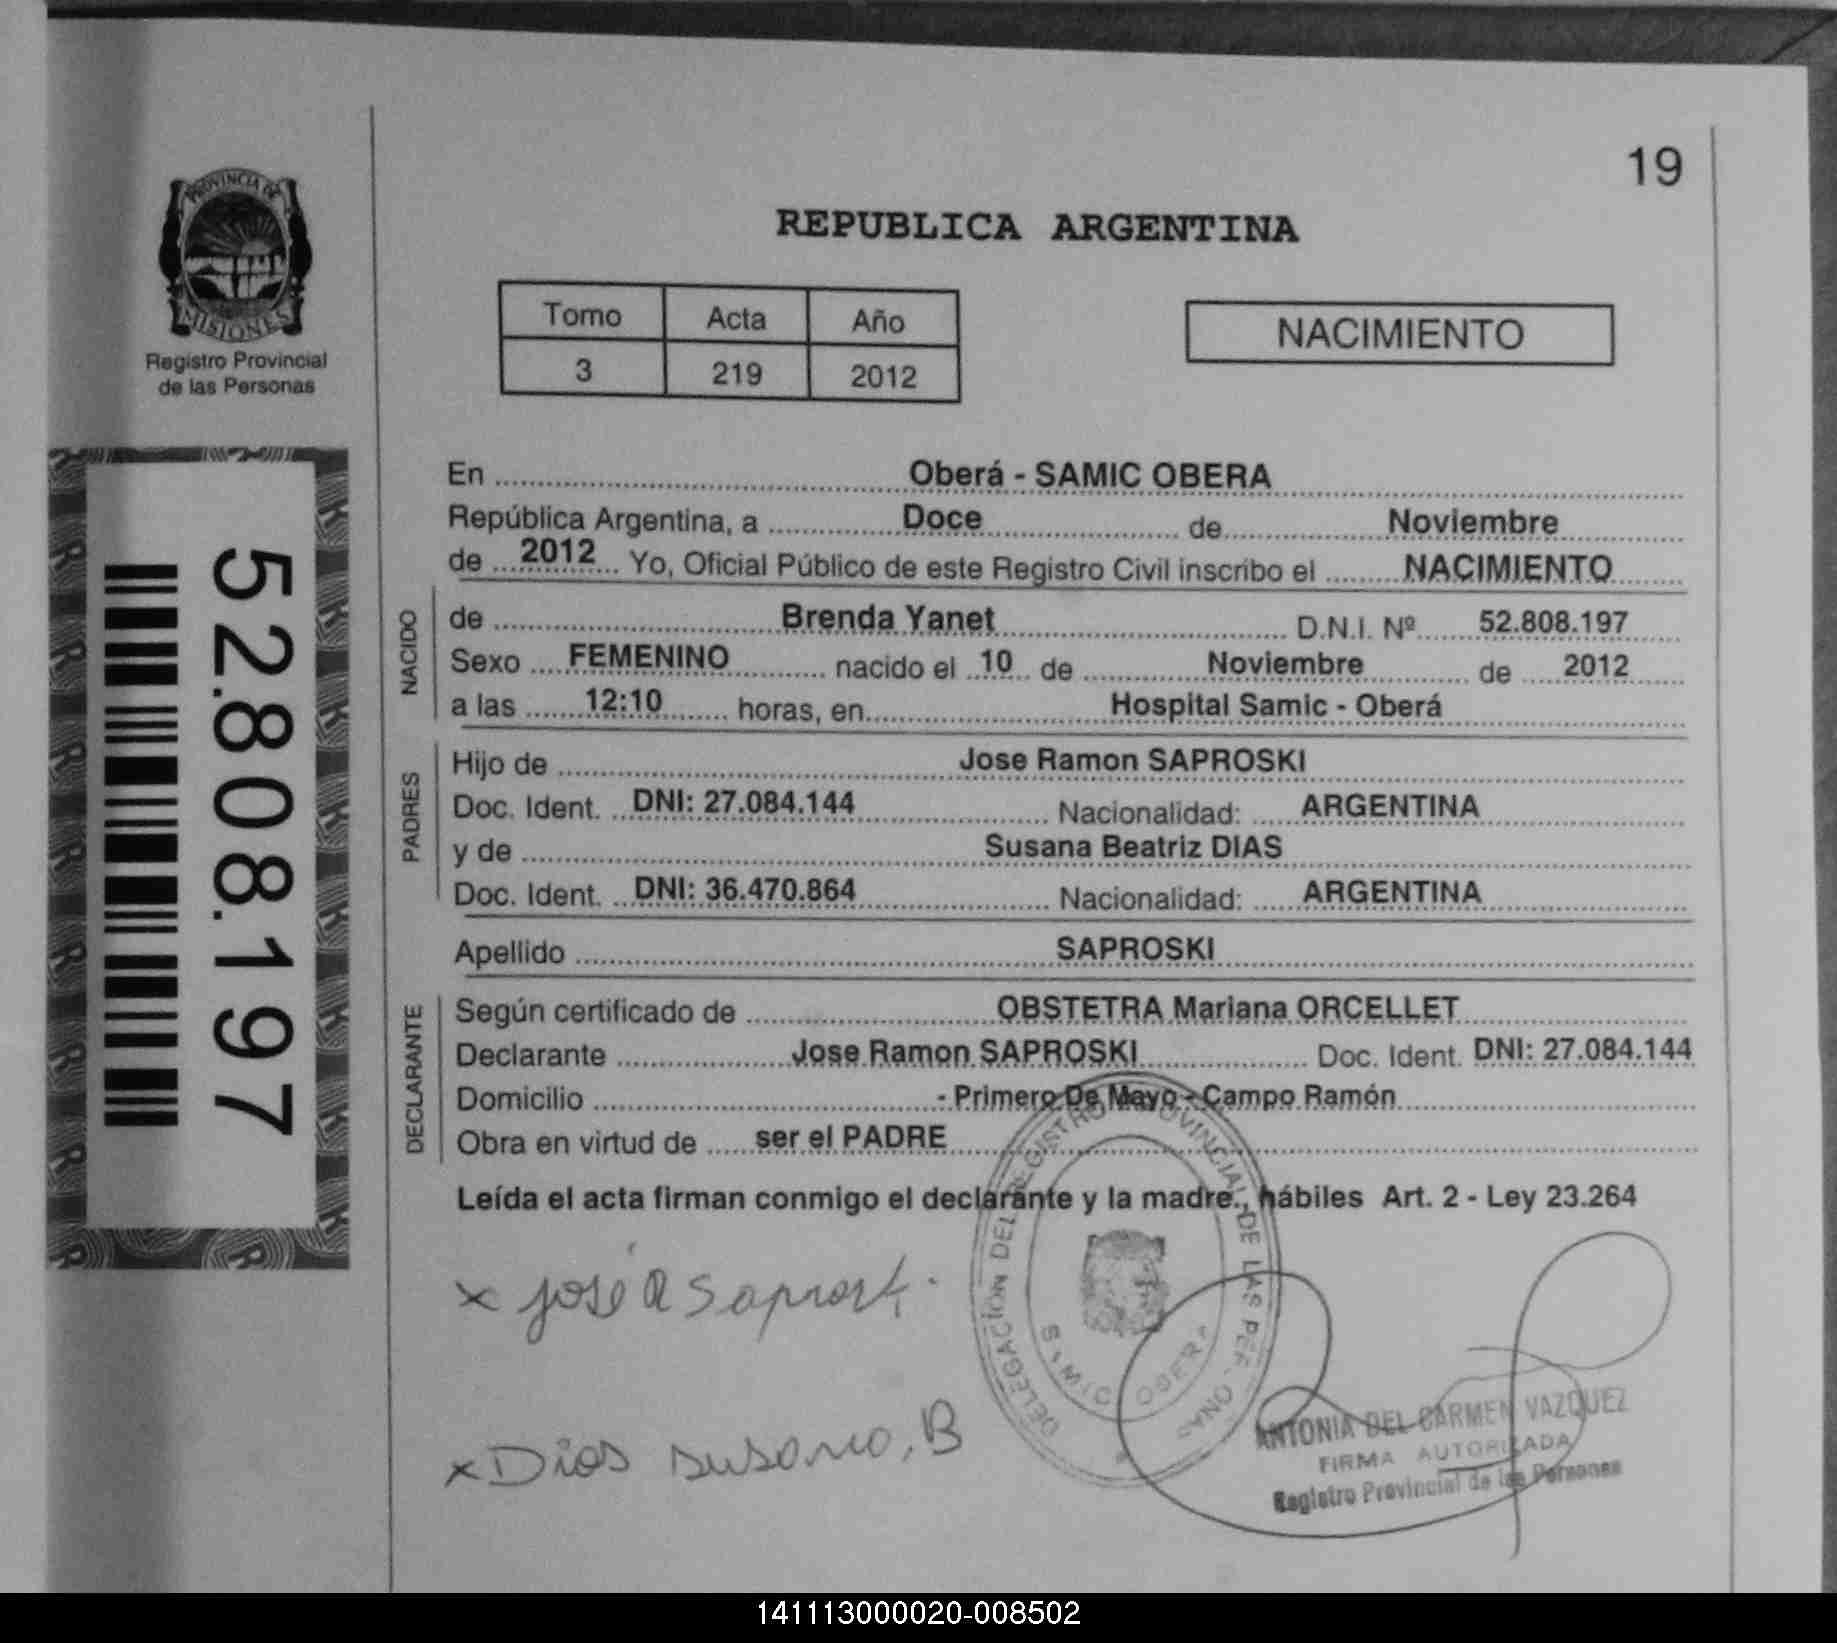 19
PROVINCIA DE
MISIONES
Registro Provincial
de las Personas
REPUBLICA ARGENTINA
Tomo Acta Año
3 219 2012
NACIMIENTO
52.808.197
En Oberá - SAMIC OBERA
República Argentina, a Doce de Noviembre
de 2012 Yo, Oficial Público de este Registro Civil inscribo el NACIMIENTO
NACIDO
de Brenda Yanet D.N.I. Nº 52.808.197
Sexo FEMENINO nacido el 10 de Noviembre de 2012
a las 12:10 horas, en Hospital Samic - Oberá
PADRES
Hijo de Jose Ramon SAPROSKI
Doc. Ident. DNI: 27.084.144 Nacionalidad: ARGENTINA
y de Susana Beatriz DIAS
Doc. Ident. DNI: 36.470.864 Nacionalidad: ARGENTINA
Apellido SAPROSKI
DECLARANTE
Según certificado de OBSTETRA Mariana ORCELLET
Declarante Jose Ramon SAPROSKI Doc. Ident. DNI: 27.084.144
Domicilio - Primero De Mayo - Campo Ramón
Obra en virtud de ser el PADRE
Leída el acta firman conmigo el declarante y la madre., hábiles Art. 2 - Ley 23.264
x José R
DELEGACIÓN DEL REGISTRO PROVINCIAL DE LAS
SAMIC OBERA
x Dias Susana, B
ANTONIA DEL CARMEN VAZQUEZ
FIRMA AUTORIZADA
Registro Provincial de las Personas
141113000020-008502